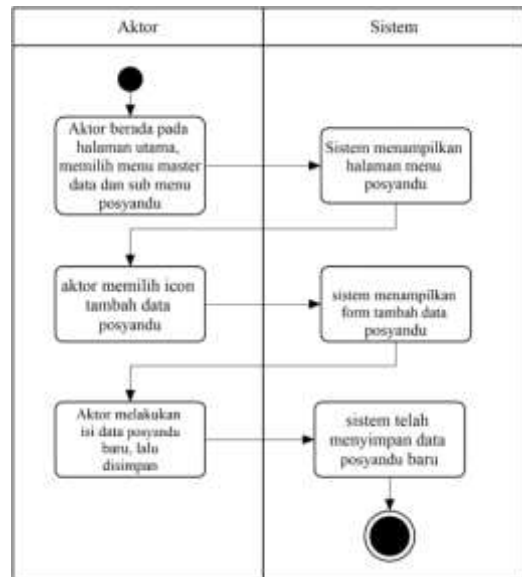 Aktor
Sistem
Aktor berada pada
halaman utama,
memilih menu master
data dan sub menu
posyandu
Sistem menampilkan
halaman menu
posyandu
aktor memilih icon
tambah data
posyandu
sistem menampilkan
form tambah data
posyandu
Aktor melakukan
isi data posyandu
baru, lalu
disimpan
sistem telah
menyimpan data
posyandu baru